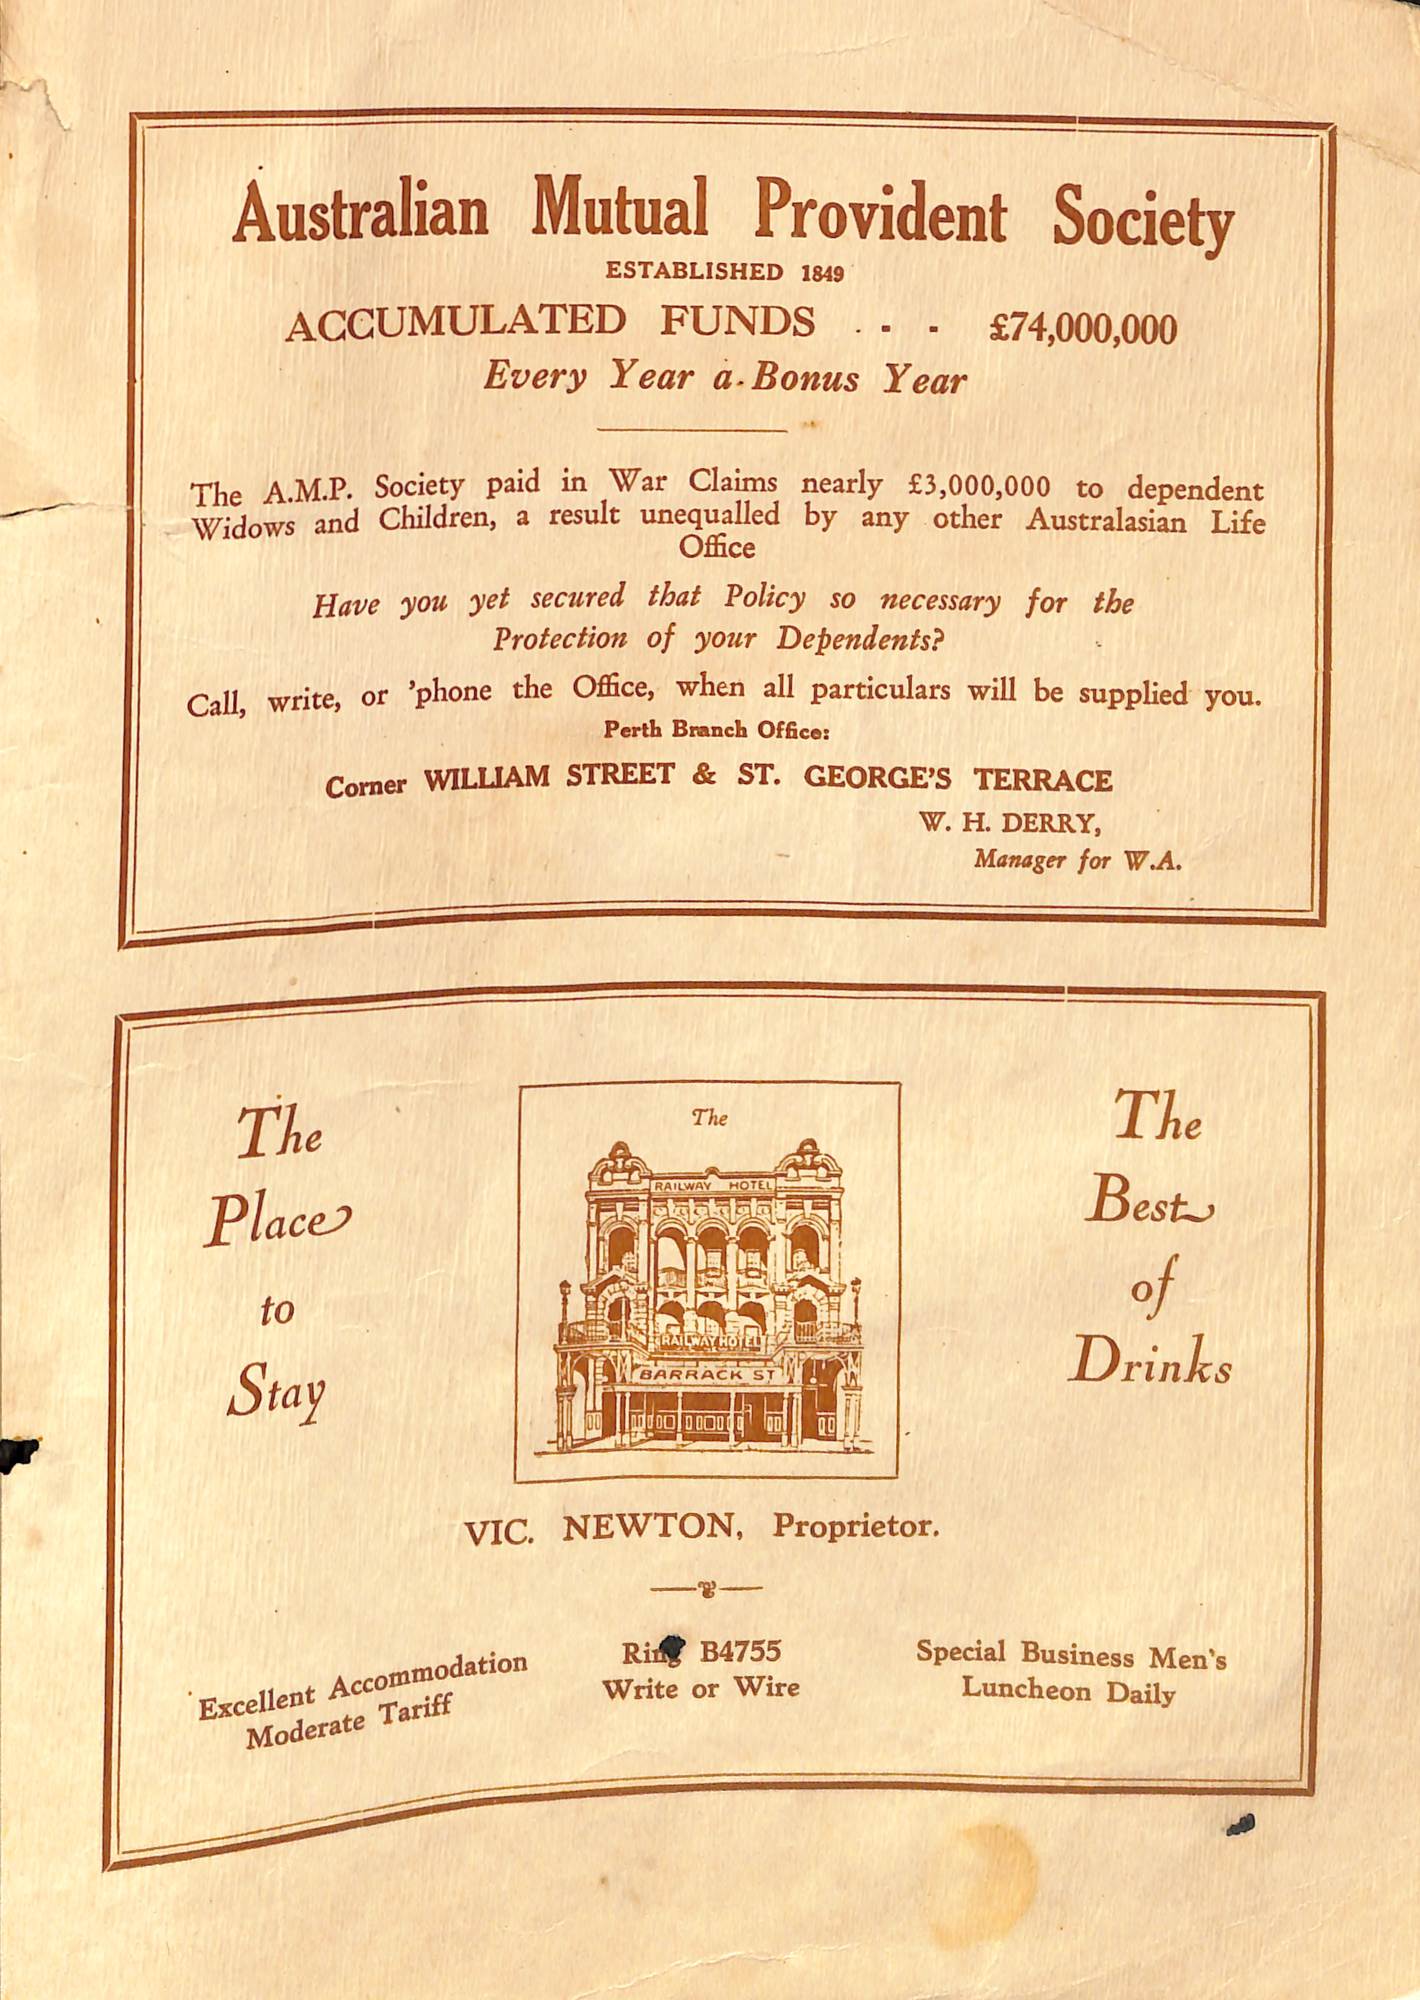 Australian Mutual Provident Society
ESTABLISHED 1849
ACCUMULATED FUNDS . - - £74,000,000
Every Year a Bonus Year
The A.M.P. Society paid in War Claims nearly £3,000,000 to dependent
Widows and Children, a result unequalled by any other Australasian Life
Office
Have you yet secured that Policy so necessary for the
Protection of your Dependents?
Call, write, or 'phone the Office, when all particulars will be supplied you.
Perth Branch Office:
Corner WILLIAM STREET & ST. GEORGE'S TERRACE
W. H. DERRY,
Manager for W.A.
The
Place
to
Stay
The
RAILWAY HOTEL
RAILWAY HOTEL
BARRACK ST
The
Best
of
Drinks
VIC. NEWTON, Proprietor.
Excellent Accommodation
Moderate Tariff
Ring B4755
Write or Wire
Special Business Men's
Luncheon Daily